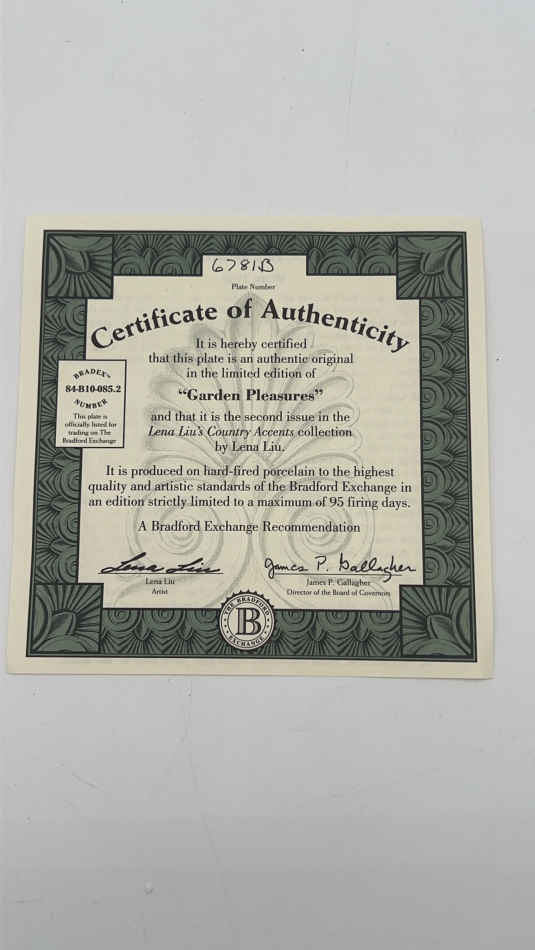 6781B
Plate Number
Certificate of Authenticity
It is hereby certified
that this plate is an authentic original
in the limited edition of
“Garden Pleasures”
and that it is the second issue in the
Lena Liu's Country Accents collection
by Lena Liu.
BRADEX™
84-B10-085.2
NUMBER
This plate is
officially listed for
trading on The
Bradford Exchange
It is produced on hard-fired porcelain to the highest
quality and artistic standards of the Bradford Exchange in
an edition strictly limited to a maximum of 95 firing days.
A Bradford Exchange Recommendation
Lena Liu
Lena Liu
Artist
James P. Gallagher
James P. Gallagher
Director of the Board of Governors
THE BRADFORD
B
EXCHANGE